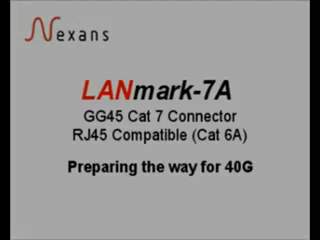 Nexans
LANmark-7A
GG45 Cat 7 Connector
RJ45 Compatible (Cat 6A)
Preparing the way for 40G